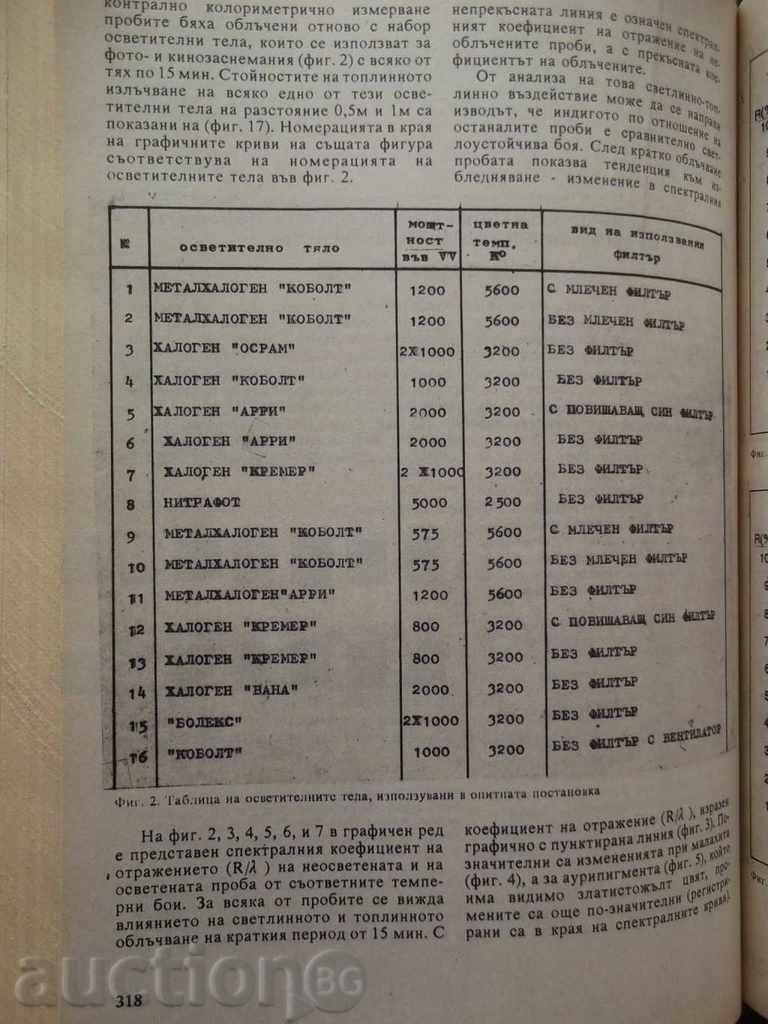 контрално колориметрично измерване
пробите бяха облъчени отново с набор
осветителни тела, които се използват за
фото- и кинозаснемания (фиг. 2) с всяко от
тях по 15 мин. Стойностите на топлинното
излъчване на всяко едно от тези осве-
тителни тела на разстояние 0,5м и 1м са
показани на (фиг. 17). Номерацията в края
на графичните криви на същата фигура
съответствува на номерацията на
осветителните тела във фиг. 2.
непрекъсната линия е означен спектрал-
ният коефициент на отражение на не-
облъчените проби, а с прекъсната кое-
фициентът на облъчените.
От анализа на това светлинно-топ-
линно въздействие може да се направи
изводът, че индигото по отношение на
останалите проби е сравнително свет-
лоустойчива боя. След кратко облъчване
пробата показва тенденция към из-
бледняване - изменение в спектралния
№ осветително тяло мощт-ност във VV цветна темп. К° вид на използвания филтър
1 МЕТАЛХАЛОГЕН "КОБОЛТ" 1200 5600 С МЛЕЧЕН ФИЛТЪР
2 МЕТАЛХАЛОГЕН "КОБОЛТ" 1200 5600 БЕЗ МЛЕЧЕН ФИЛТЪР
3 ХАЛОГЕН "ОСРАМ" 2Х1000 3200 БЕЗ ФИЛТЪР
4 ХАЛОГЕН "КОБОЛТ" 1000 3200 БЕЗ ФИЛТЪР
5 ХАЛОГЕН "АРРИ" 2000 3200 С ПОВИШАВАЩ СИН ФИЛТЪР
6 ХАЛОГЕН "АРРИ" 2000 3200 БЕЗ ФИЛТЪР
7 ХАЛОГЕН "КРЕМЕР" 2 Х1000 3200 БЕЗ ФИЛТЪР
8 НИТРАФОТ 5000 2500 БЕЗ ФИЛТЪР
9 МЕТАЛХАЛОГЕН "КОБОЛТ" 575 5600 С МЛЕЧЕН ФИЛТЪР
10 МЕТАЛХАЛОГЕН "КОБОЛТ" 575 5600 БЕЗ МЛЕЧЕН ФИЛТЪР
11 МЕТАЛХАЛОГЕН"АРРИ" 1200 5600 БЕЗ ФИЛТЪР
12 ХАЛОГЕН "КРЕМЕР" 800 3200 С ПОВИШАВАЩ СИН ФИЛТЪР
13 ХАЛОГЕН "КРЕМЕР" 800 3200 БЕЗ ФИЛТЪР
14 ХАЛОГЕН "НАНА" 2000 3200 БЕЗ ФИЛТЪР
15 "БОЛЕКС" 2Х1000 3200 БЕЗ ФИЛТЪР
16 "КОБОЛТ" 1000 3200 БЕЗ ФИЛТЪР С ВЕНТИЛАТОР
Фиг. 2. Таблица на осветителните тела, използувани в опитната постановка
На фиг. 2, 3, 4, 5, 6, и 7 в графичен ред
е представен спектралния коефициент на
отражението (R/λ) на неосветената и на
осветената проба от съответните темпе-
рни бои. За всяка от пробите се вижда
влиянието на светлинното и топлинното
облъчване на краткия период от 15 мин. С
коефициент на отражение (R/λ), изразен
графично с пунктирана линия (фиг. 3). По-
значителни са измененията при малахита
(фиг. 4), а за аурипигмента (фиг. 5), който
има видимо златистожълт цвят, про-
мените са още по-значителни (регистри-
рани са в края на спектралните криви).
318
auctionBG